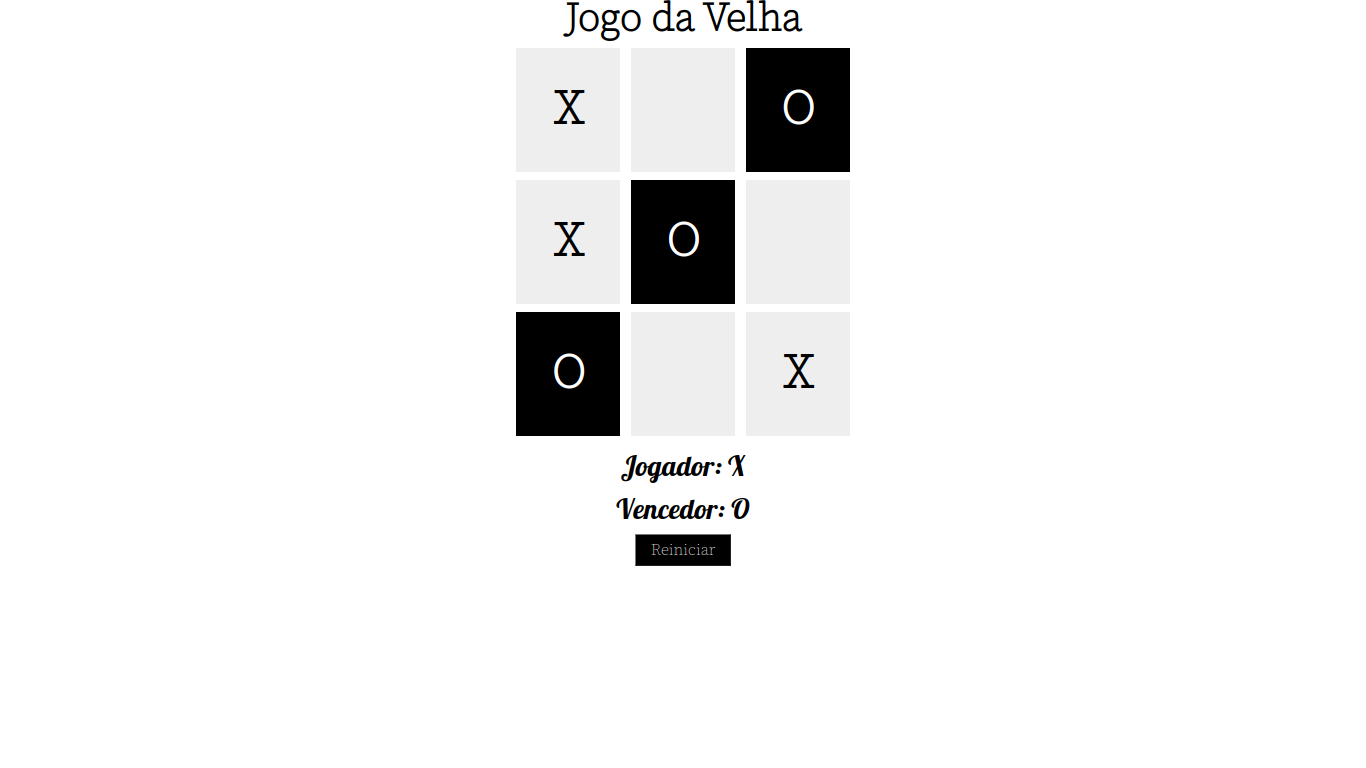 Jogo da Velha
X O
X O
O X
Jogador: X
Vencedor: O
Reiniciar